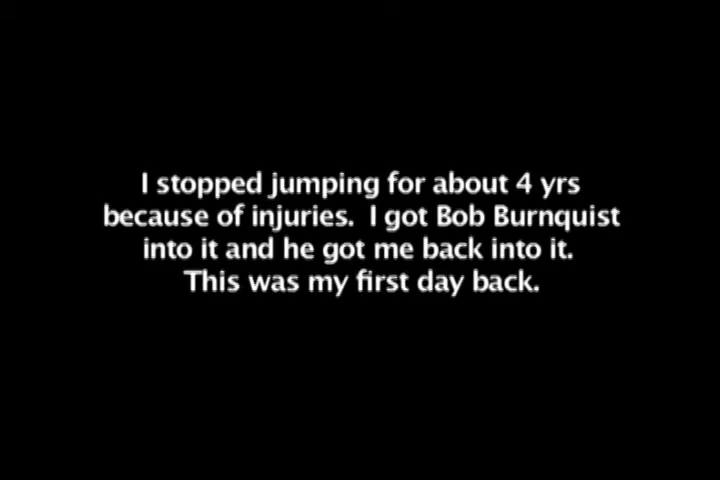 I stopped jumping for about 4 yrs
because of injuries.  I got Bob Burnquist
into it and he got me back into it.
This was my first day back.